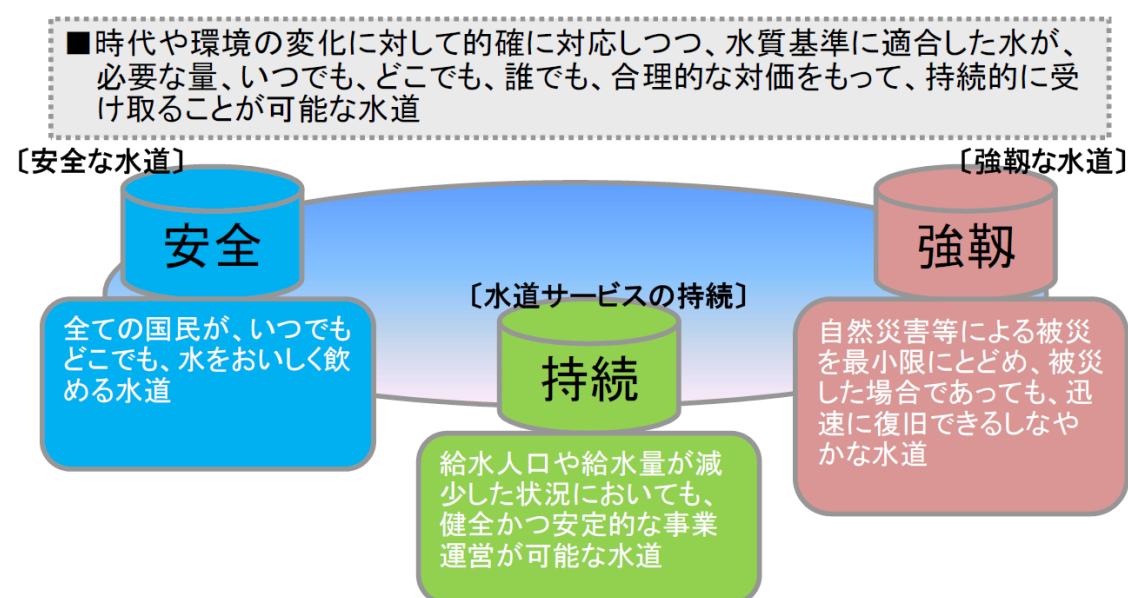 ■時代や環境の変化に対して的確に対応しつつ、水質基準に適合した水が、
必要な量、いつでも、どこでも、誰でも、合理的な対価をもって、持続的に受
け取ることが可能な水道
〔安全な水道〕
安全
全ての国民が、いつでも
どこでも、水をおいしく飲
める水道
〔水道サービスの持続〕
持続
給水人口や給水量が減
少した状況においても、
健全かつ安定的な事業
運営が可能な水道
〔強靭な水道〕
強靭
自然災害等による被災
を最小限にとどめ、被災
した場合であっても、迅
速に復旧できるしなや
かな水道